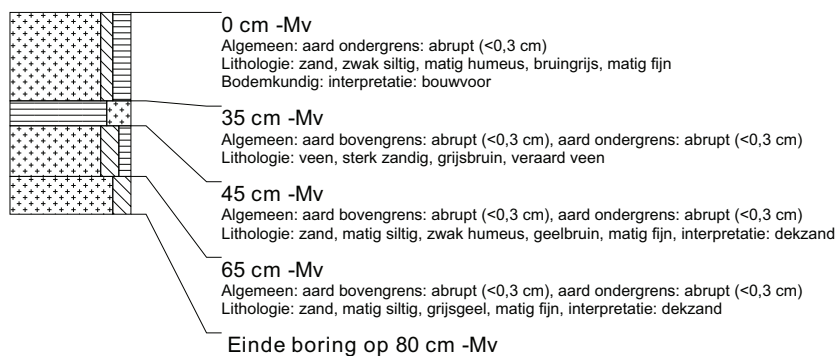 0 cm -Mv
Algemeen: aard ondergrens: abrupt (<0,3 cm)
Lithologie: zand, zwak siltig, matig humeus, bruingrijs, matig fijn
Bodemkundig: interpretatie: bouwvoor
35 cm -Mv
Algemeen: aard bovengrens: abrupt (<0,3 cm), aard ondergrens: abrupt (<0,3 cm)
Lithologie: veen, sterk zandig, grijsbruin, veraard veen
45 cm -Mv
Algemeen: aard bovengrens: abrupt (<0,3 cm), aard ondergrens: abrupt (<0,3 cm)
Lithologie: zand, matig siltig, zwak humeus, geelbruin, matig fijn, interpretatie: dekzand
65 cm -Mv
Algemeen: aard bovengrens: abrupt (<0,3 cm), aard ondergrens: abrupt (<0,3 cm)
Lithologie: zand, matig siltig, grijsgeel, matig fijn, interpretatie: dekzand
Einde boring op 80 cm -Mv